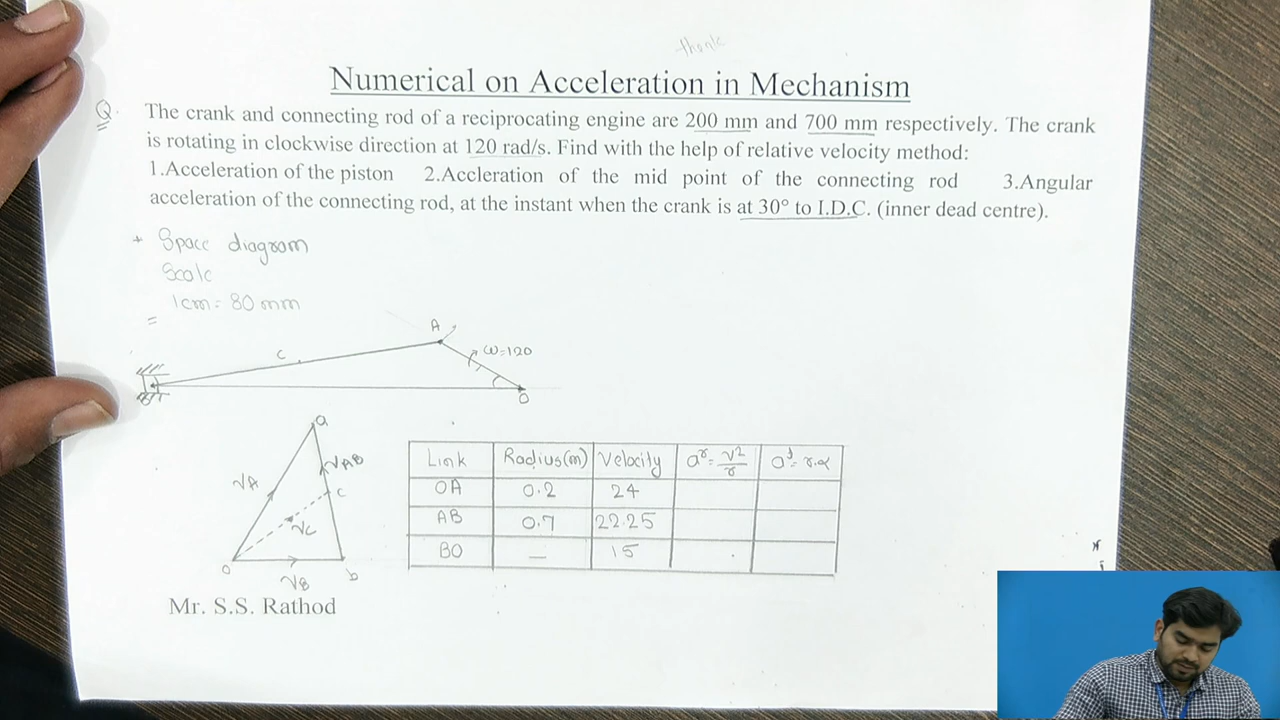 Numerical on Acceleration in Mechanism
Q. The crank and connecting rod of a reciprocating engine are 200 mm and 700 mm respectively. The crank
is rotating in clockwise direction at 120 rad/s. Find with the help of relative velocity method:
1.Acceleration of the piston 2.Accleration of the mid point of the connecting rod 3.Angular
acceleration of the connecting rod, at the instant when the crank is at 30° to I.D.C. (inner dead centre).
* Space diagram
Scale
1cm = 80 mm
A
C
ω=120
B
O
a
VA
VAB
c
VC
o
VB
b
Link Radius(m) Velocity aʳ=v²/r aᵗ=r.α
OA 0.2 24
AB 0.7 22.25
BO — 15
Mr. S.S. Rathod